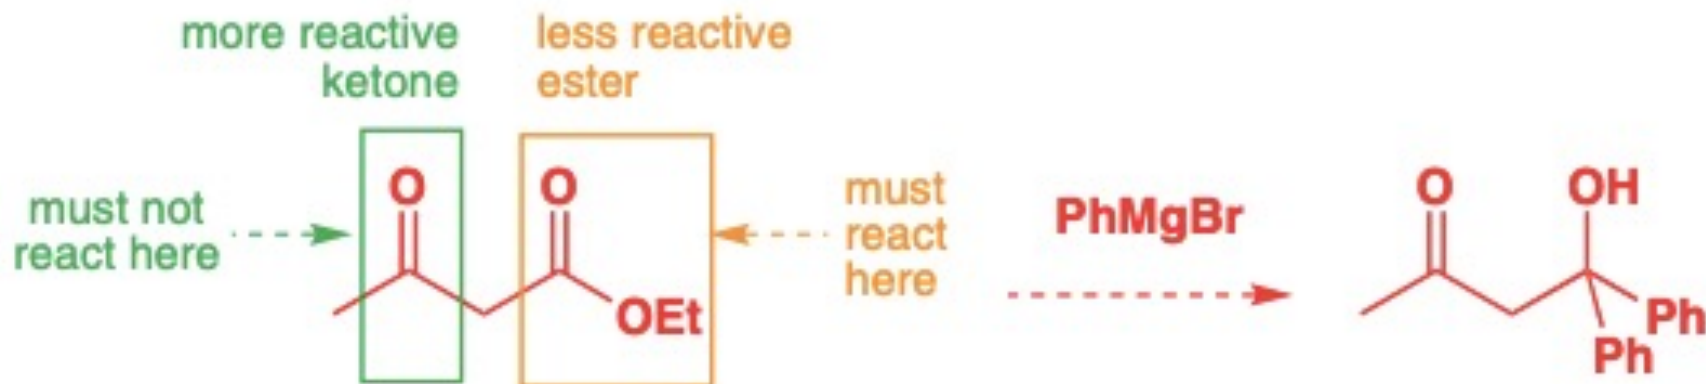 more reactive
ketone
less reactive
ester
must not
react here
O
O
OEt
must
react
here
PhMgBr
O
OH
Ph
Ph